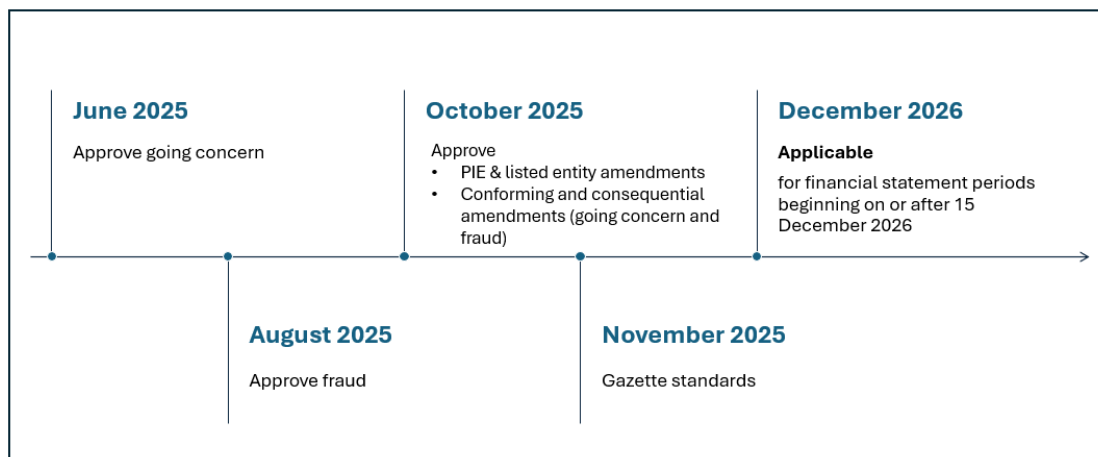 June 2025
Approve going concern
August 2025
Approve fraud
October 2025
Approve
• PIE & listed entity amendments
• Conforming and consequential
amendments (going concern and
fraud)
November 2025
Gazette standards
December 2026
Applicable
for financial statement periods
beginning on or after 15
December 2026